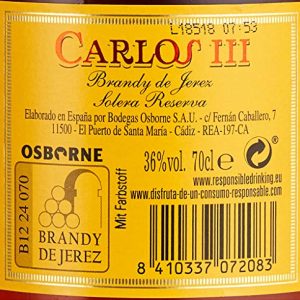 L18518 07:53
CARLOS III
Brandy de Jerez
Solera Reserva
Elaborado en España por Bodegas Osborne S.A.U. - c/ Fernán Caballero, 7
11500 - El Puerto de Santa María - Cádiz - REA-197-CA
OSBORNE
36%vol. 70cl
www.responsibledrinking.eu
www.disfruta-de-un-consumo-responsable.com
B12 24 070
BRANDY
DE JEREZ
Mit Farbstoff
8 410337 072083